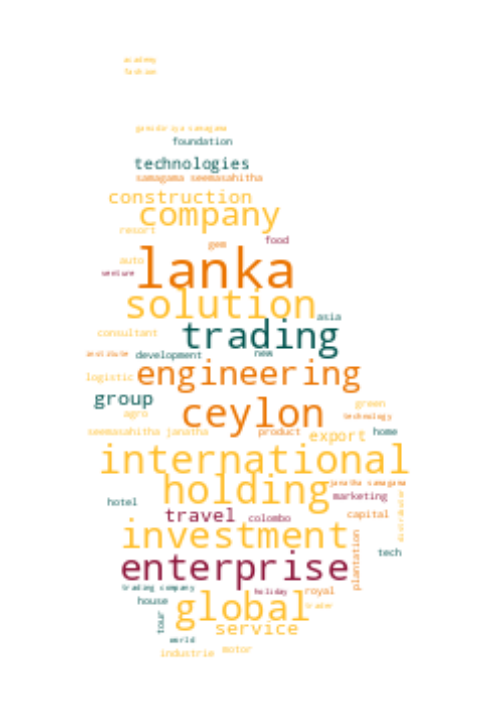 academy
fashion
samagama
foundation
technologies
samagama seemasahitha
construction
company
resort
gem food
auto
venture
lanka
solution
asia
consultant
trading
institute development new
logistic
engineering
group
green
agro
ceylon
technology
seemasahitha janatha
product
export
home
international
janatha samagama
holding
marketing
hotel
travel
colombo
capital
distributor
investment
plantation
tech
enterprise
trading company
holiday
royal
house
global
trader
tour
service
world
industrie
motor